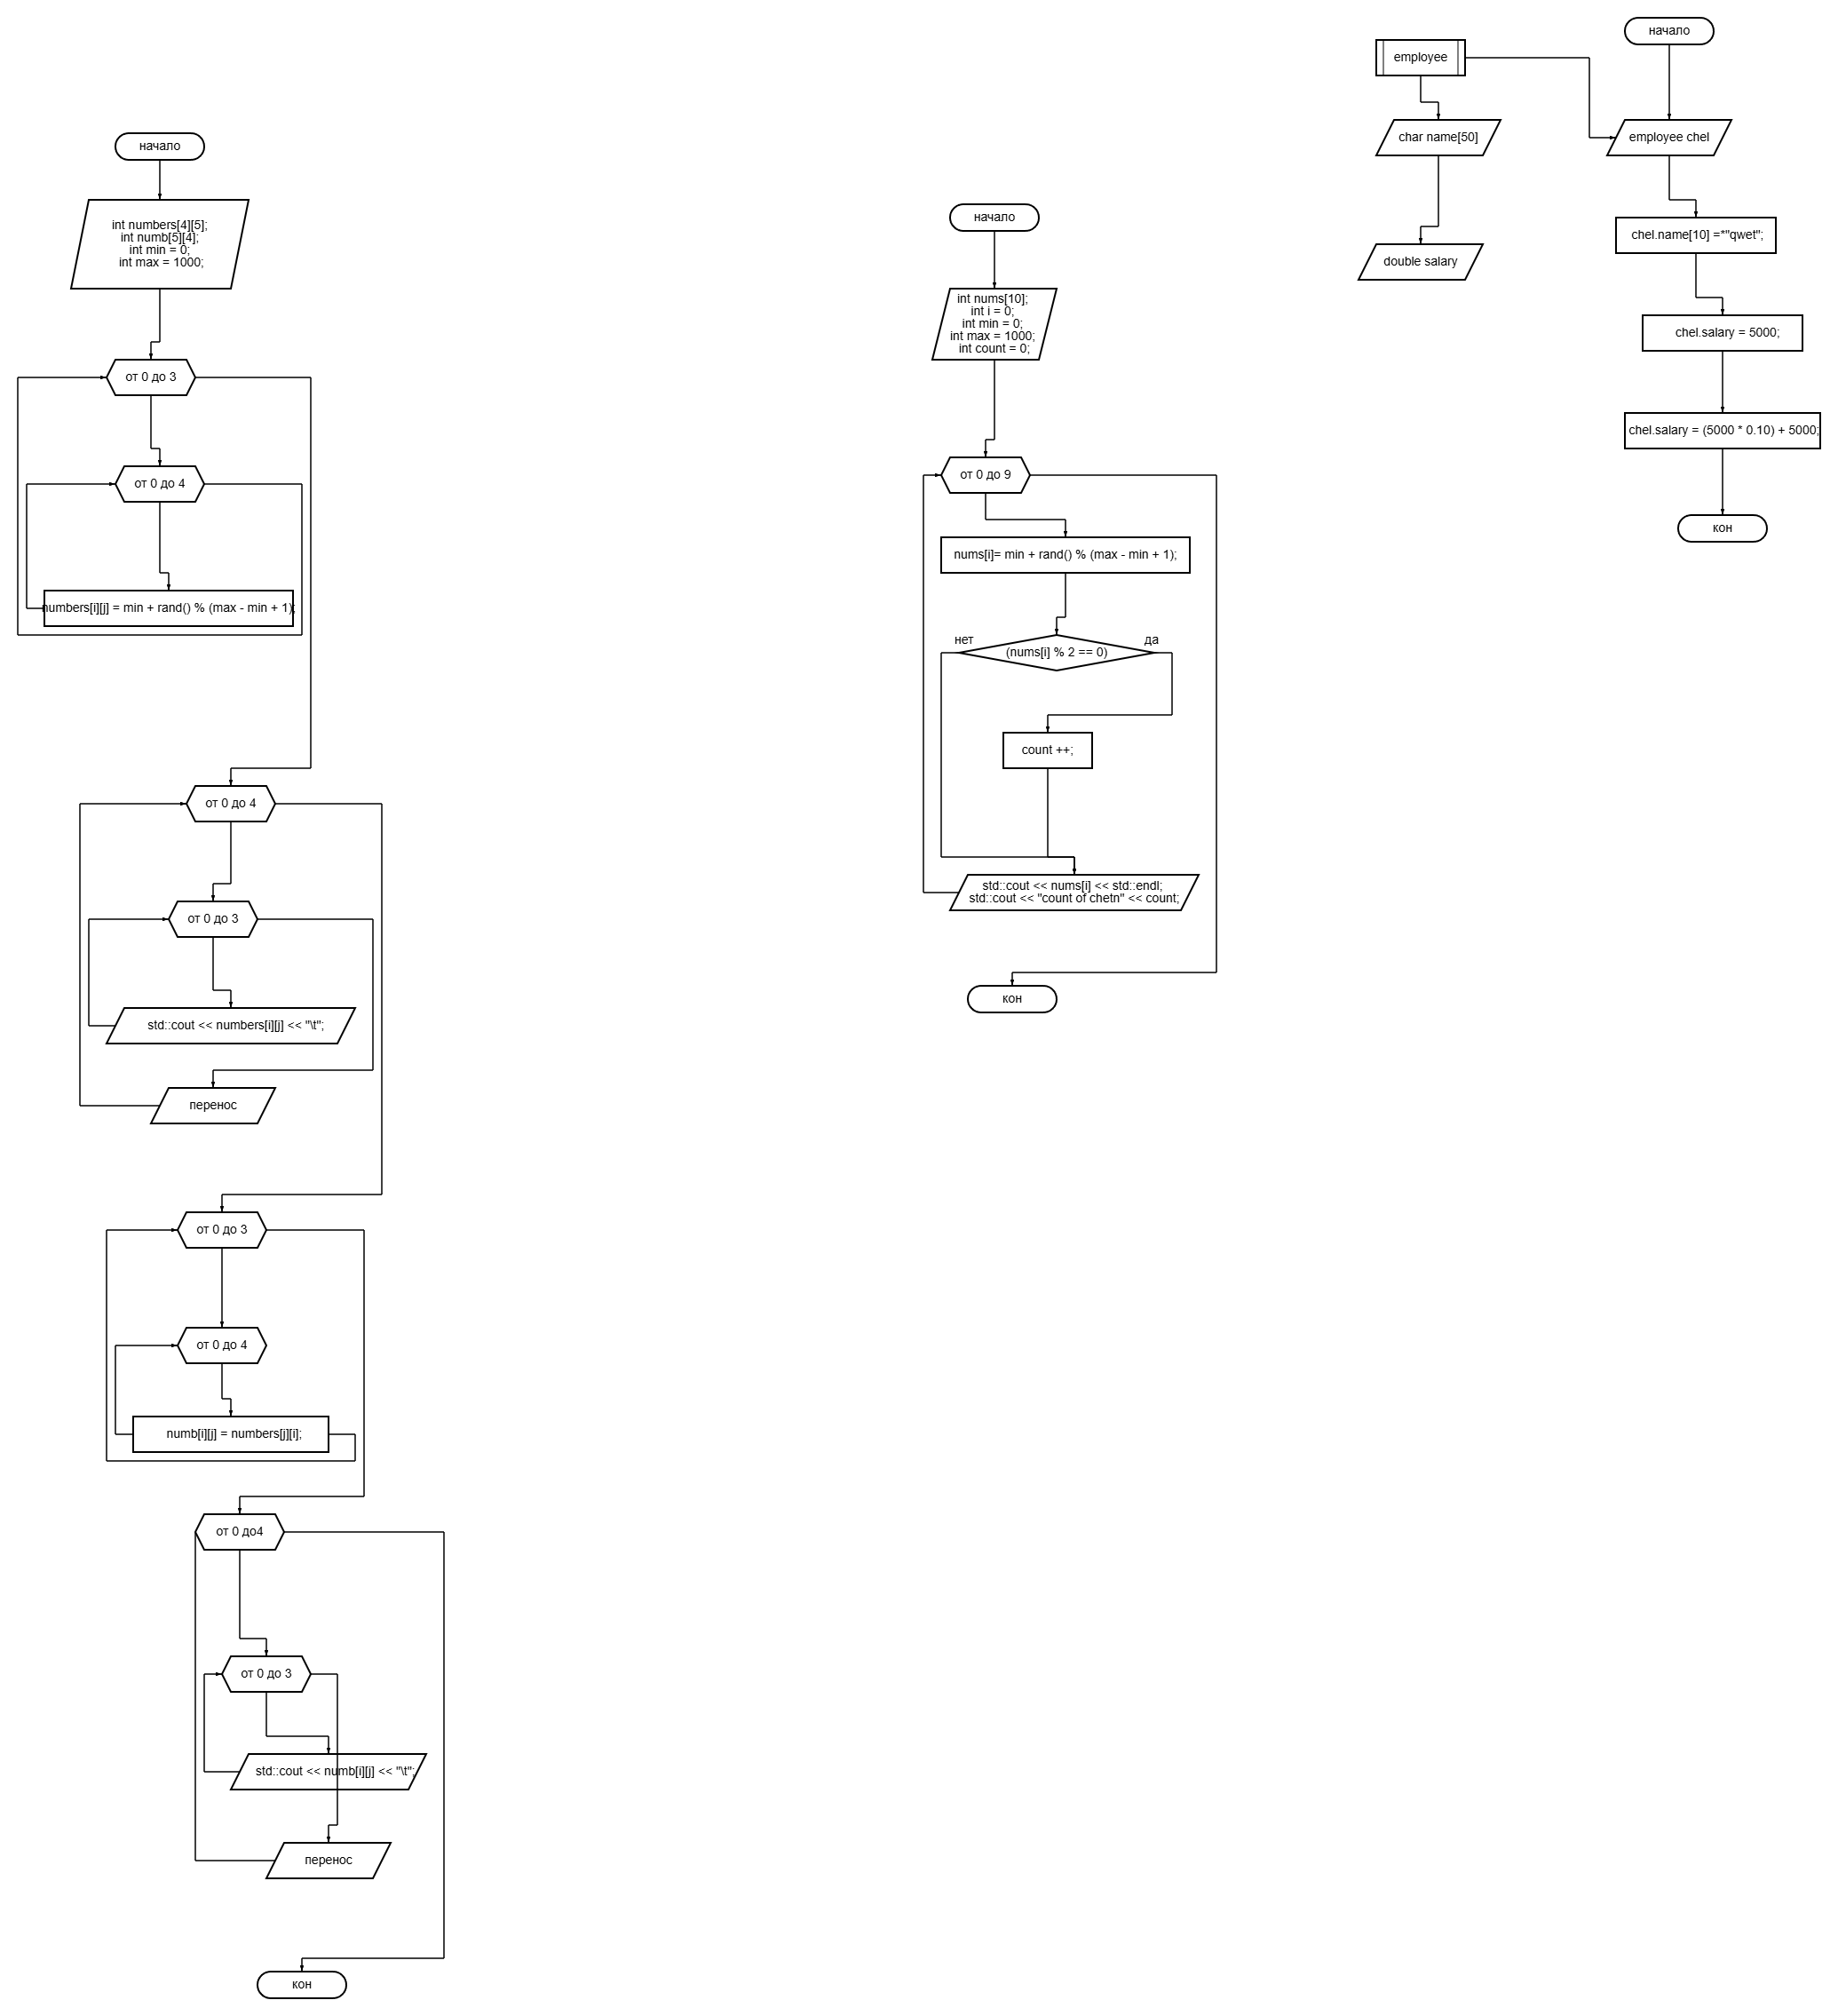 начало
int numbers[4][5];
int numb[5][4];
int min = 0;
int max = 1000;
от 0 до 3
от 0 до 4
numbers[i][j] = min + rand() % (max - min + 1);
от 0 до 4
от 0 до 3
std::cout << numbers[i][j] << "\t";
перенос
от 0 до 3
от 0 до 4
numb[i][j] = numbers[j][i];
от 0 до4
от 0 до 3
std::cout << numb[i][j] << "\t";
перенос
кон
начало
int nums[10];
int i = 0;
int min = 0;
int max = 1000;
int count = 0;
от 0 до 9
nums[i]= min + rand() % (max - min + 1);
нет
да
(nums[i] % 2 == 0)
count ++;
std::cout << nums[i] << std::endl;
std::cout << "count of chetn" << count;
кон
employee
char name[50]
double salary
начало
employee chel
chel.name[10] =*"qwet";
chel.salary = 5000;
chel.salary = (5000 * 0.10) + 5000;
кон